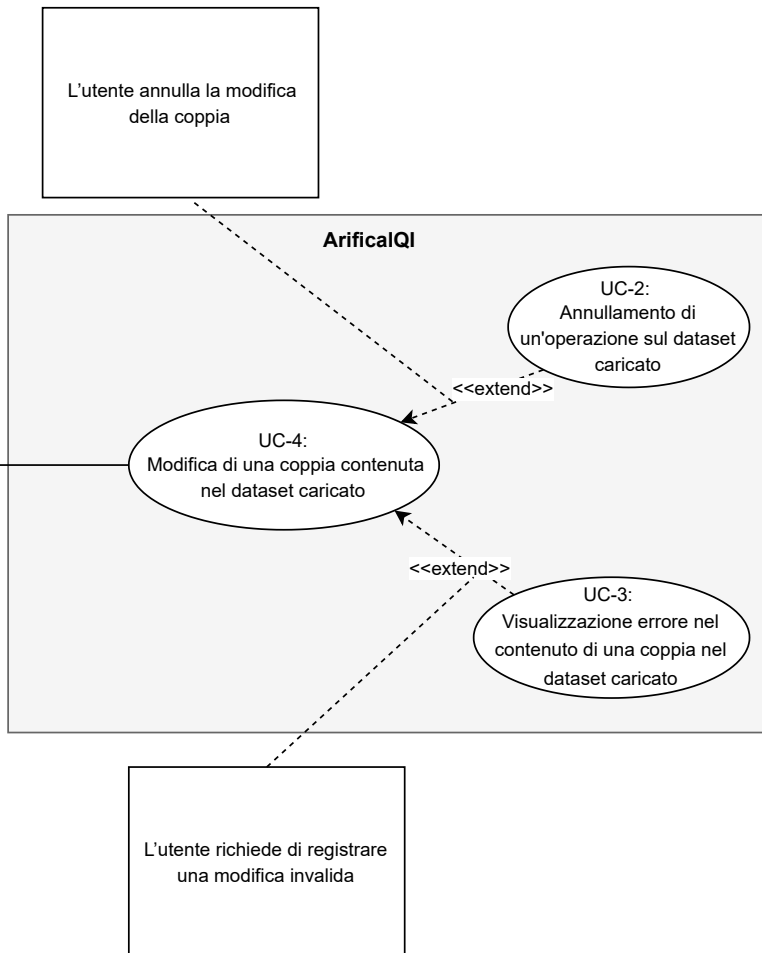 L’utente annulla la modifica
della coppia
ArificalQI
UC-2:
Annullamento di
un'operazione sul dataset
caricato
<<extend>>
UC-4:
Modifica di una coppia contenuta
nel dataset caricato
<<extend>>
UC-3:
Visualizzazione errore nel
contenuto di una coppia nel
dataset caricato
L’utente richiede di registrare
una modifica invalida